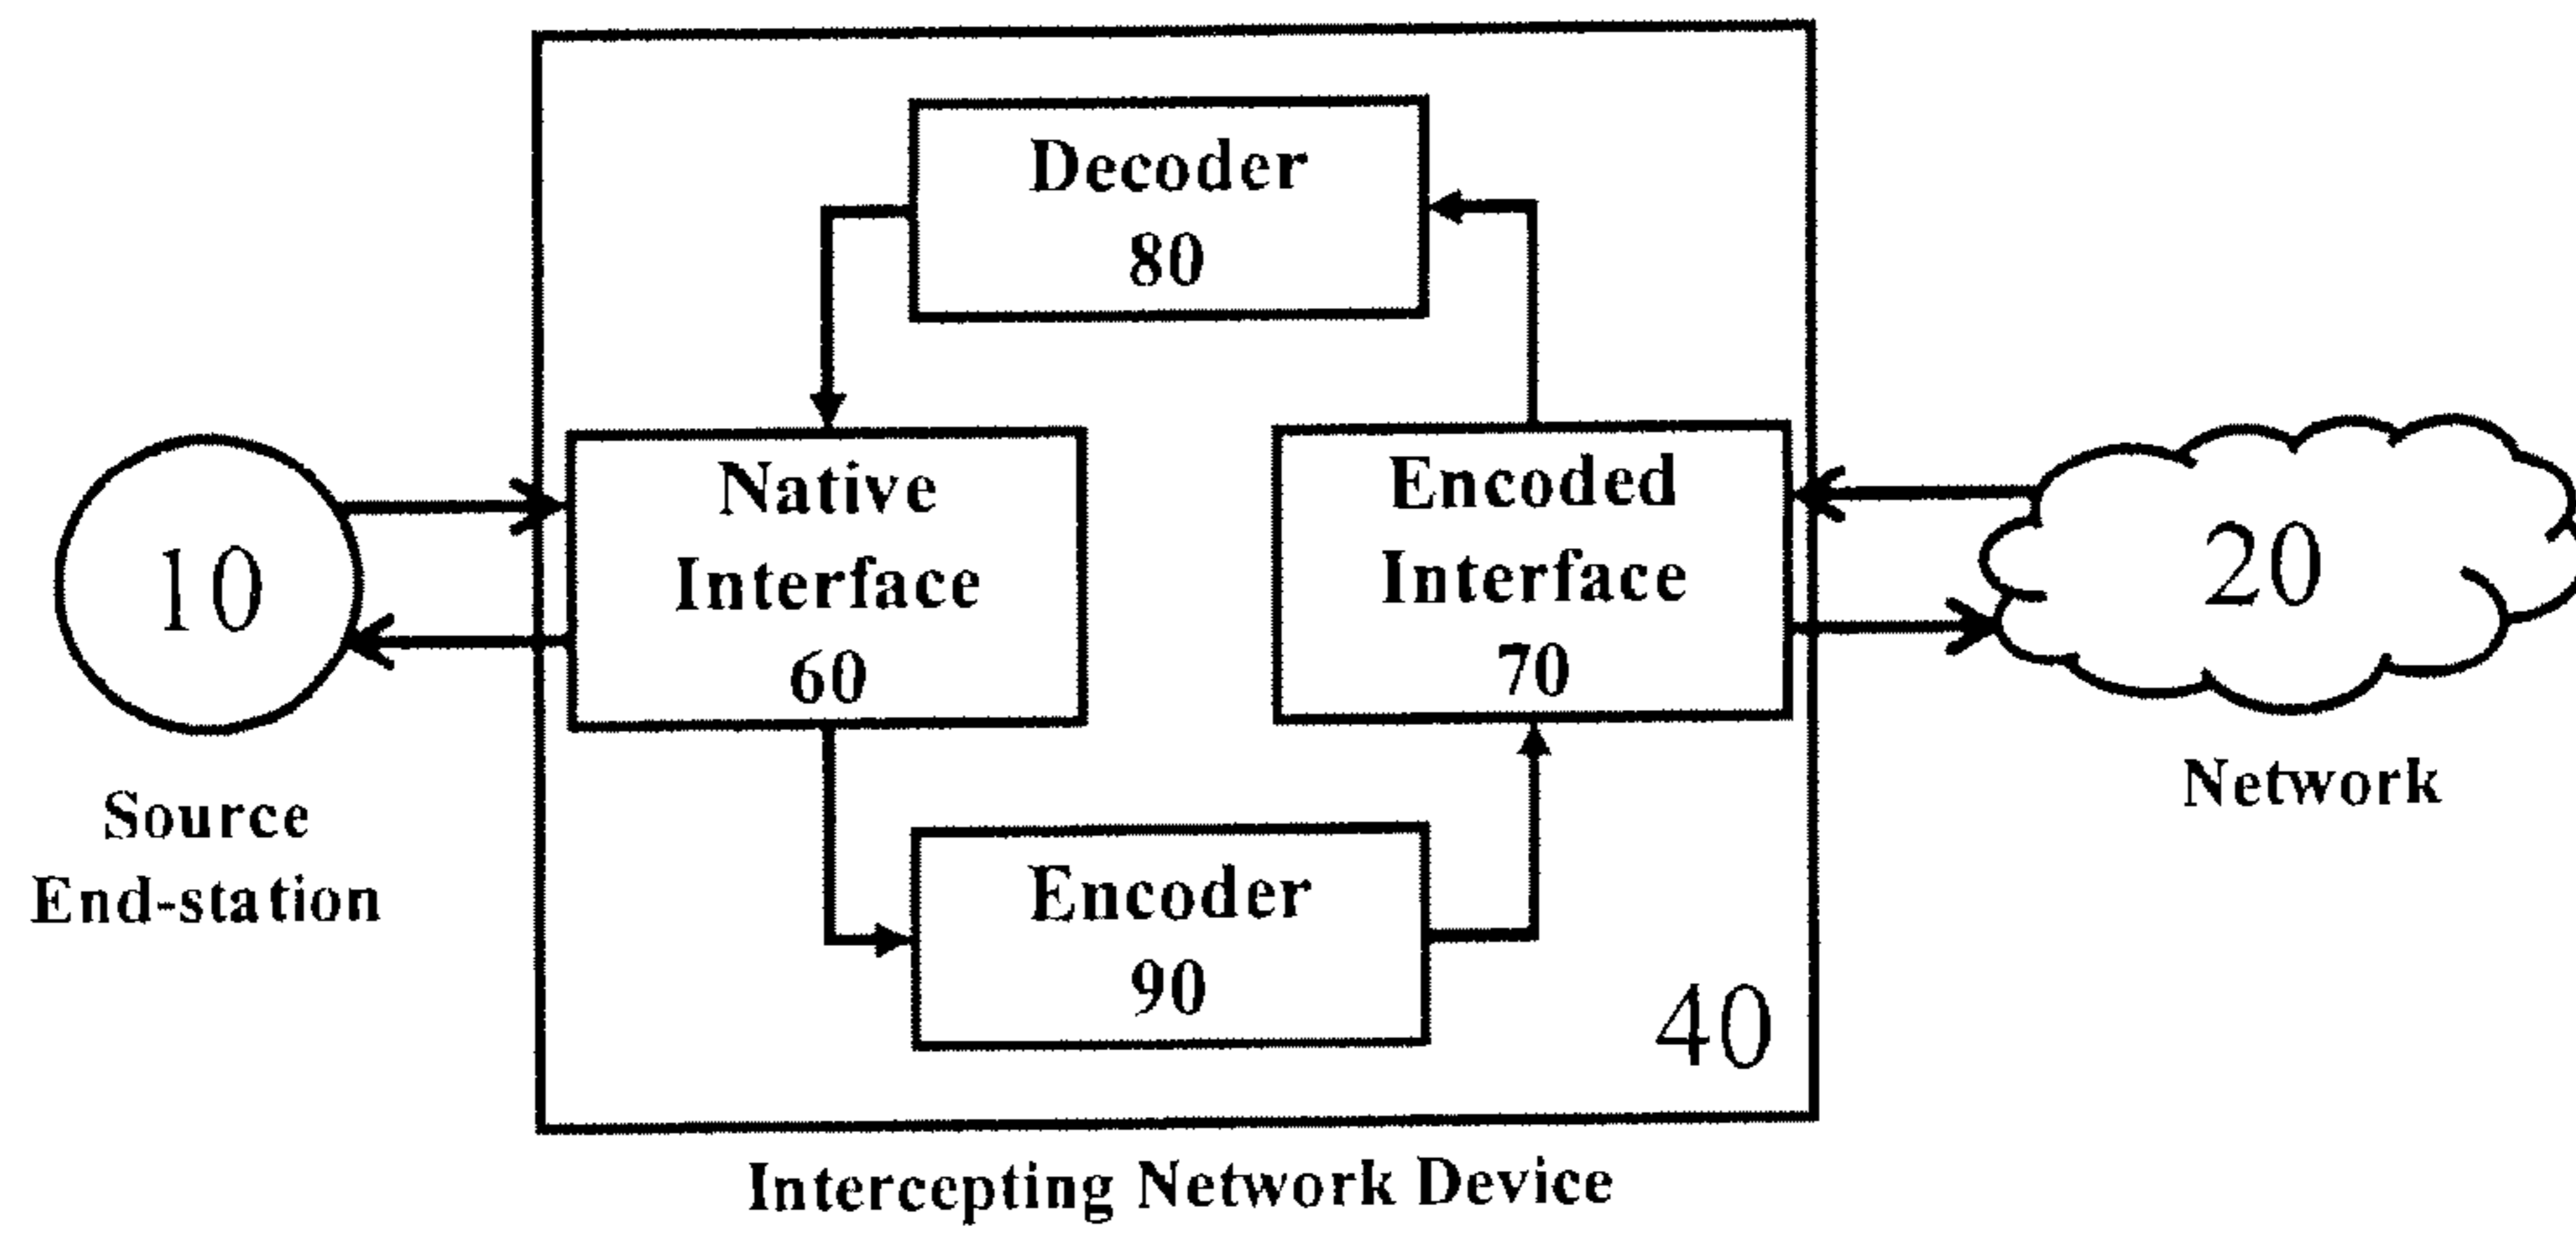 Decoder
80
Native
Interface
60
Encoded
Interface
70
10
20
Source
End-station
Network
Encoder
90
40
Intercepting Network Device